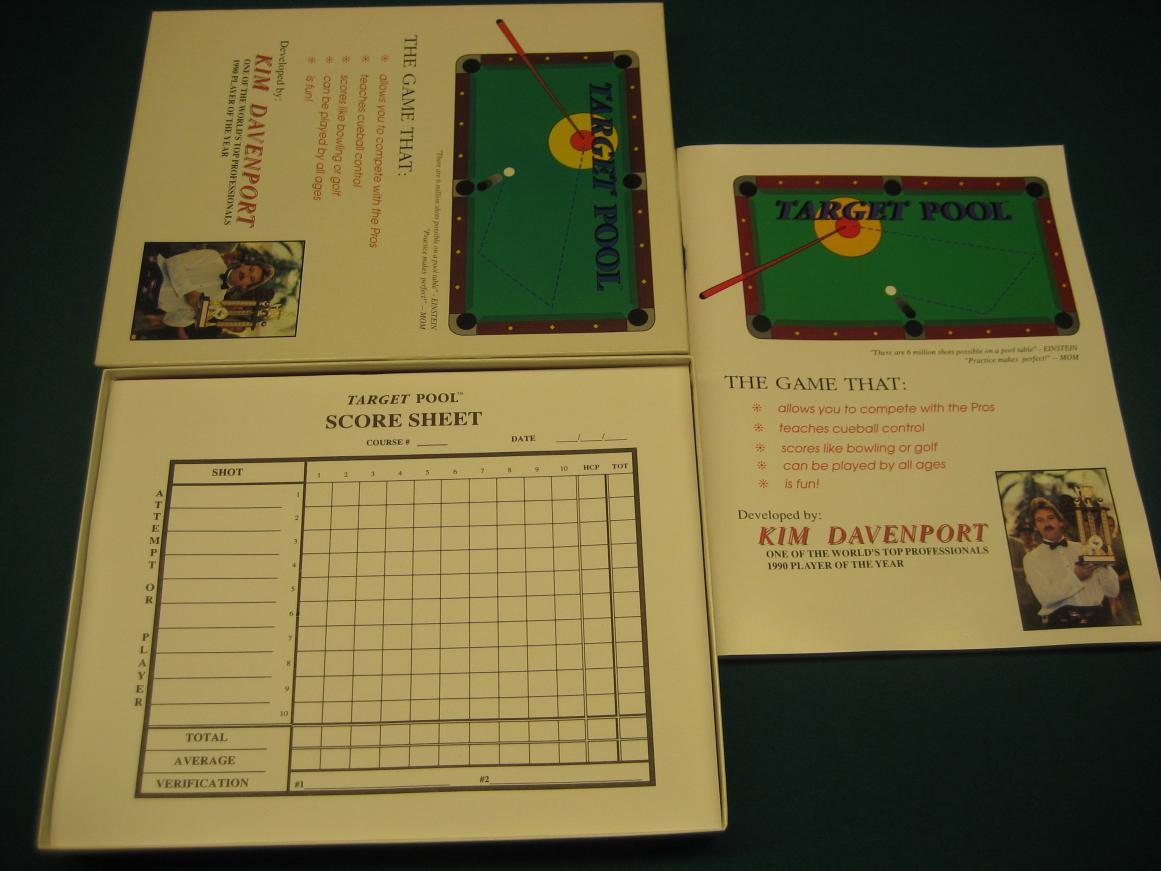 TARGET POOL
"There are 6 million shots possible on a pool table" - EINSTEIN
"Practice makes perfect!" -- MOM
THE GAME THAT:
allows you to compete with the Pros
teaches cueball control
scores like bowling or golf
can be played by all ages
is fun!
Developed by:
KIM DAVENPORT
ONE OF THE WORLD'S TOP PROFESSIONALS
1990 PLAYER OF THE YEAR
TARGET POOL
"There are 6 million shots possible on a pool table" - EINSTEIN
"Practice makes perfect!" -- MOM
THE GAME THAT:
allows you to compete with the Pros
teaches cueball control
scores like bowling or golf
can be played by all ages
is fun!
Developed by:
KIM DAVENPORT
ONE OF THE WORLD'S TOP PROFESSIONALS
1990 PLAYER OF THE YEAR
TARGET POOL™
SCORE SHEET
COURSE # _____ DATE ___/___/___
SHOT 1 2 3 4 5 6 7 8 9 10 HCP TOT
ATTEMPT OR PLAYER
1
2
3
4
5
6
7
8
9
10
TOTAL
AVERAGE
VERIFICATION #1 #2